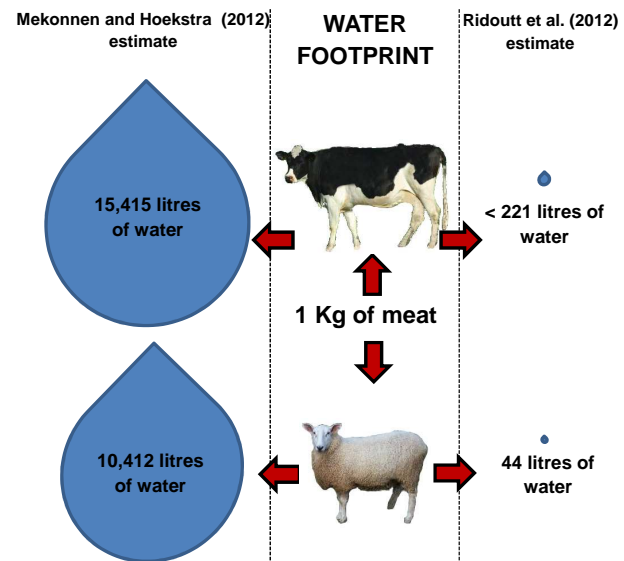 Mekonnen and Hoekstra (2012)
estimate
WATER
FOOTPRINT
Ridoutt et al. (2012)
estimate
15,415 litres
of water
< 221 litres of
water
1 Kg of meat
10,412 litres
of water
44 litres of
water